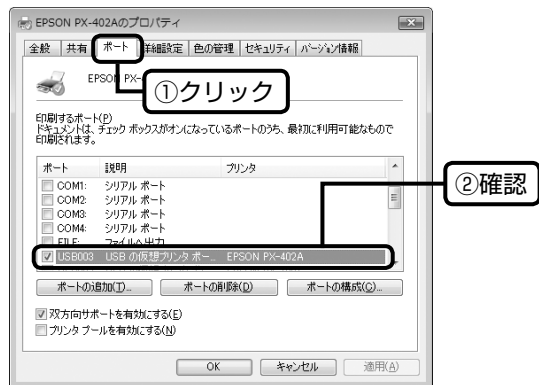 EPSON PX-402Aのプロパティ
全般 共有 ポート 詳細設定 色の管理 セキュリティ バージョン情報
EPSON PX-
①クリック
印刷するポート(P)
ドキュメントは、チェック ボックスがオンになっているポートのうち、最初に利用可能なもので
印刷されます。
ポート 説明 プリンタ
COM1: シリアル ポート
COM2: シリアル ポート
COM3: シリアル ポート
COM4: シリアル ポート
FILE: ファイルへ出力
USB003 USB の仮想プリンタ ポー... EPSON PX-402A
②確認
ポートの追加(T)... ポートの削除(D) ポートの構成(C)...
双方向サポートを有効にする(E)
プリンタ プールを有効にする(N)
OK キャンセル 適用(A)